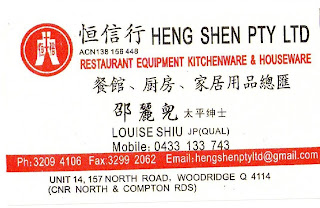 恒信行 HENG SHEN PTY LTD
ACN138 156 448
RESTAURANT EQUIPMENT KITCHENWARE & HOUSEWARE
餐館、厨房、家居用品總匯
邵麗兒 太平绅士
LOUISE SHIU JP(QUAL)
Mobile: 0433 133 743
Ph:3209 4106 Fax:3299 2062 Email:hengshenptyltd@gmail.com
UNIT 14, 157 NORTH ROAD, WOODRIDGE Q 4114
(CNR NORTH & COMPTON RDS)